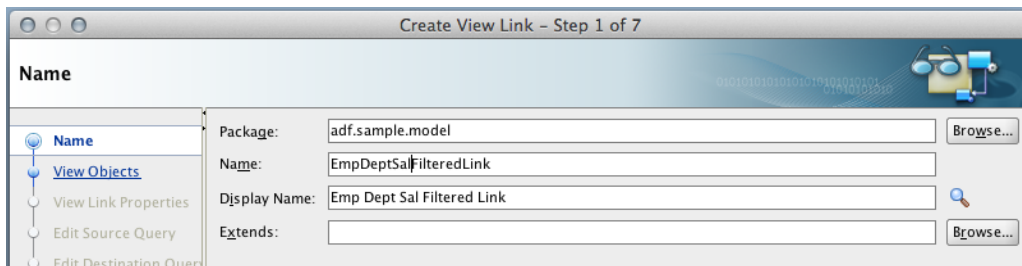 Create View Link – Step 1 of 7
Name
Name
View Objects
View Link Properties
Edit Source Query
Package: adf.sample.model Browse...
Name: EmpDeptSalFilteredLink
Display Name: Emp Dept Sal Filtered Link
Extends: Browse...